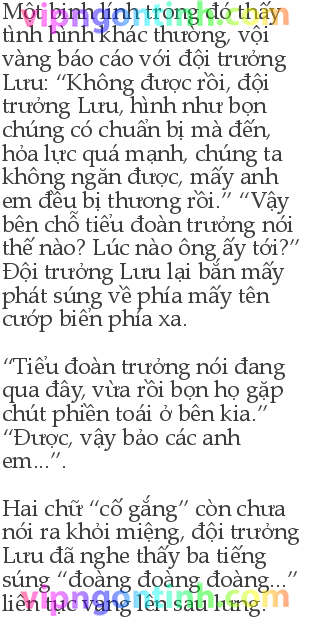 Một binh lính trong đó thấy
tình hình khác thường, vội
vàng báo cáo với đội trưởng
Lưu: “Không được rồi, đội
trưởng Lưu, hình như bọn
chúng có chuẩn bị mà đến,
hỏa lực quá mạnh, chúng ta
không ngăn được, mấy anh
em đều bị thương rồi.” “Vậy
bên chỗ tiểu đoàn trưởng nói
thế nào? Lúc nào ông ấy tới?”
Đội trưởng Lưu lại bắn mấy
phát súng về phía mấy tên
cướp biển phía xa.
“Tiểu đoàn trưởng nói đang
qua đây, vừa rồi bọn họ gặp
chút phiền toái ở bên kia.”
“Được, vậy bảo các anh
em...”.
Hai chữ “cố gắng” còn chưa
nói ra khỏi miệng, đội trưởng
Lưu đã nghe thấy ba tiếng
súng “đoàng đoàng đoàng...”
liên tục vang lên sau lưng.
vipngontinh.com
vipngontinh.com